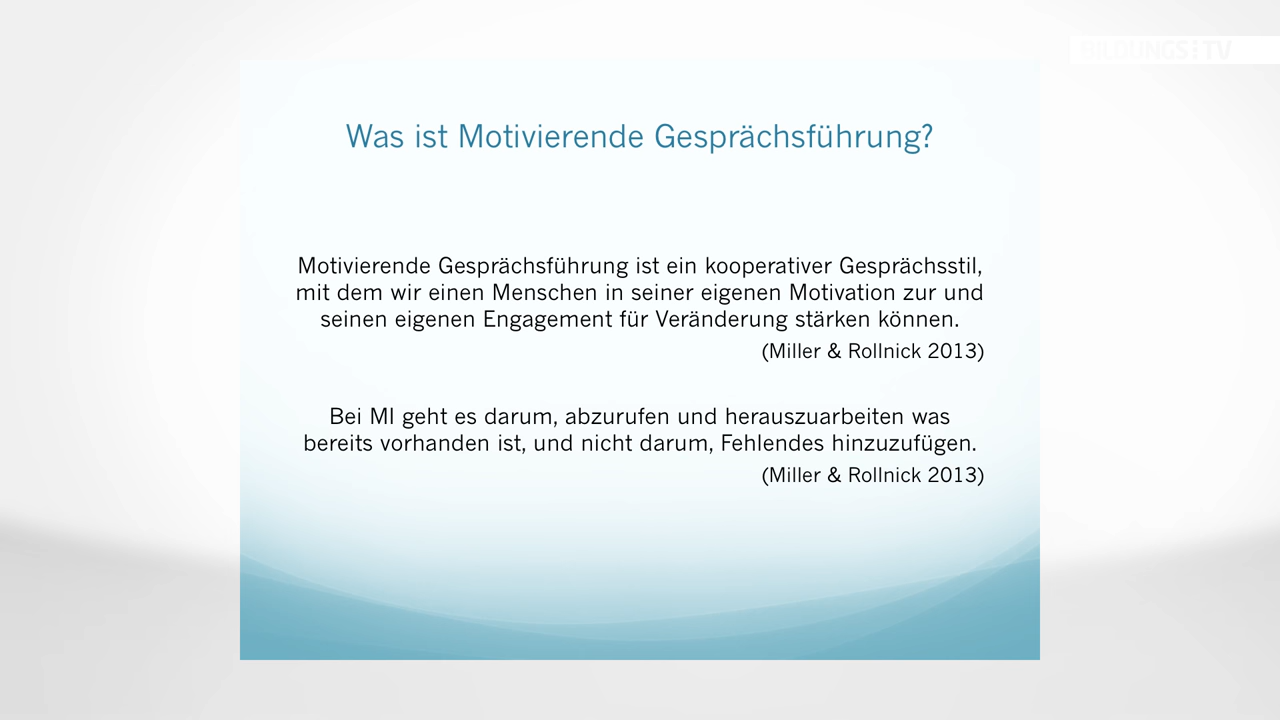 BILDUNGS TV
Was ist Motivierende Gesprächsführung?
Motivierende Gesprächsführung ist ein kooperativer Gesprächsstil,
mit dem wir einen Menschen in seiner eigenen Motivation zur und
seinen eigenen Engagement für Veränderung stärken können.
(Miller & Rollnick 2013)
Bei MI geht es darum, abzurufen und herauszuarbeiten was
bereits vorhanden ist, und nicht darum, Fehlendes hinzuzufügen.
(Miller & Rollnick 2013)